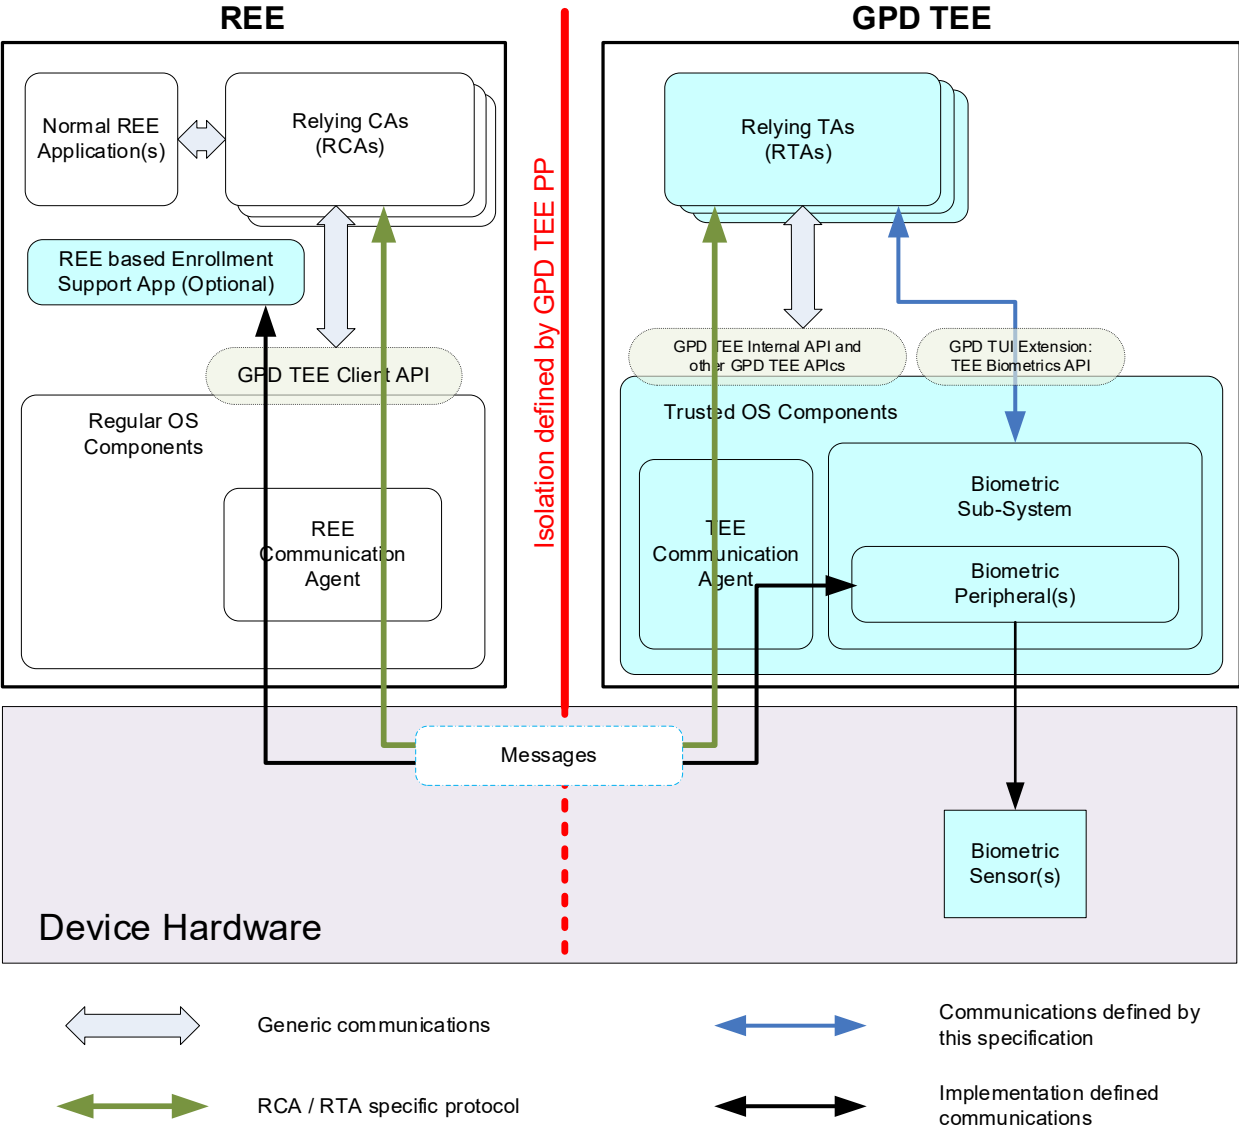 REE
GPD TEE
Normal REE
Application(s)
Relying CAs
(RCAs)
REE based Enrollment
Support App (Optional)
GPD TEE Client API
Regular OS
Components
REE
Communication
Agent
Isolation defined by GPD TEE PP
Relying TAs
(RTAs)
GPD TEE Internal API and
other GPD TEE APIcs
GPD TUI Extension:
TEE Biometrics API
Trusted OS Components
TEE
Communication
Agent
Biometric
Sub-System
Biometric
Peripheral(s)
Messages
Biometric
Sensor(s)
Device Hardware
Generic communications
Communications defined by
this specification
RCA / RTA specific protocol
Implementation defined
communications